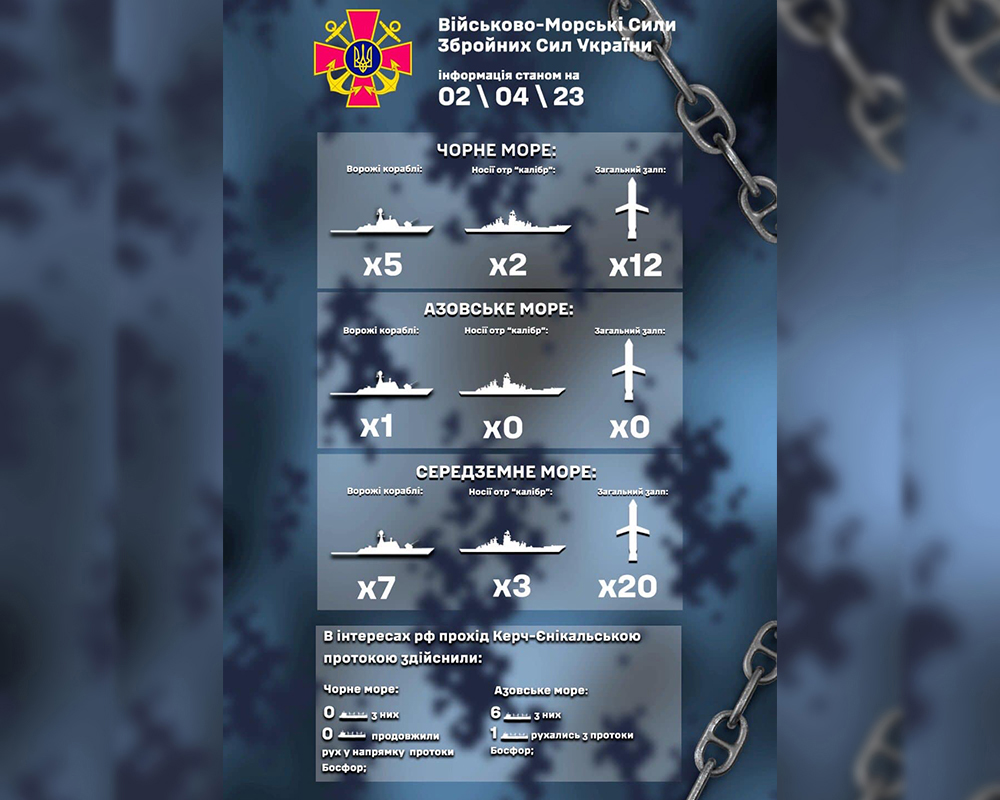 Військово-Морські Сили
Збройних Сил України
інформація станом на
02 \ 04 \ 23
ЧОРНЕ МОРЕ:
Ворожі кораблі: Носії отр "калібр": Загальний залп:
x5 x2 x12
АЗОВСЬКЕ МОРЕ:
Ворожі кораблі: Носії отр "калібр": Загальний залп:
x1 x0 x0
СЕРЕДЗЕМНЕ МОРЕ:
Ворожі кораблі: Носії отр "калібр": Загальний залп:
x7 x3 x20
В інтересах рф прохід Керч-Єнікальською
протокою здійснили:
Чорне море:
0 з них
0 продовжили
рух у напрямку протоки
Босфор;
Азовське море:
6 з них
1 рухались з протоки
Босфор;